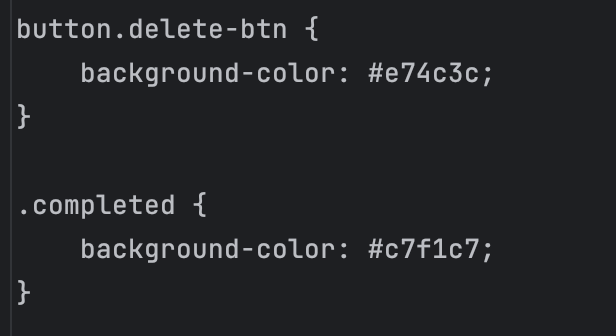 button.delete-btn {
    background-color: #e74c3c;
}

.completed {
    background-color: #c7f1c7;
}